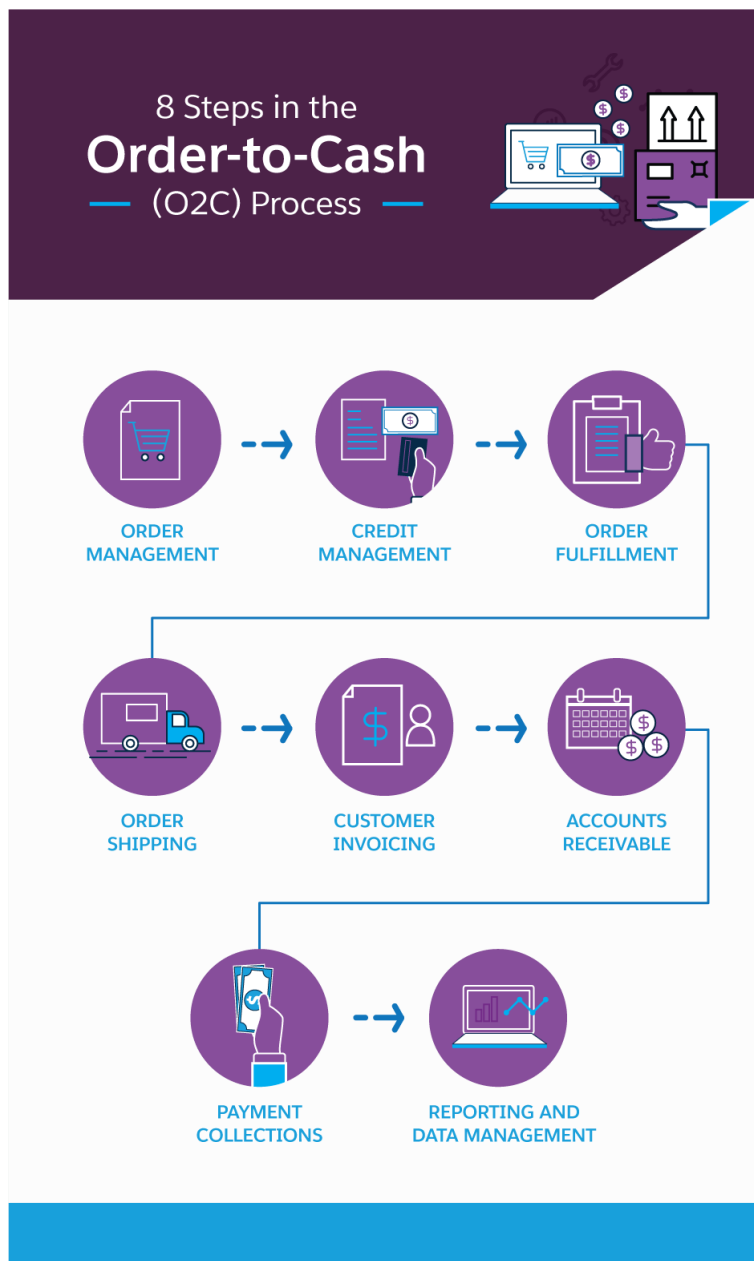 8 Steps in the
Order-to-Cash
(O2C) Process
ORDER
MANAGEMENT
CREDIT
MANAGEMENT
ORDER
FULFILLMENT
ORDER
SHIPPING
CUSTOMER
INVOICING
ACCOUNTS
RECEIVABLE
PAYMENT
COLLECTIONS
REPORTING AND
DATA MANAGEMENT